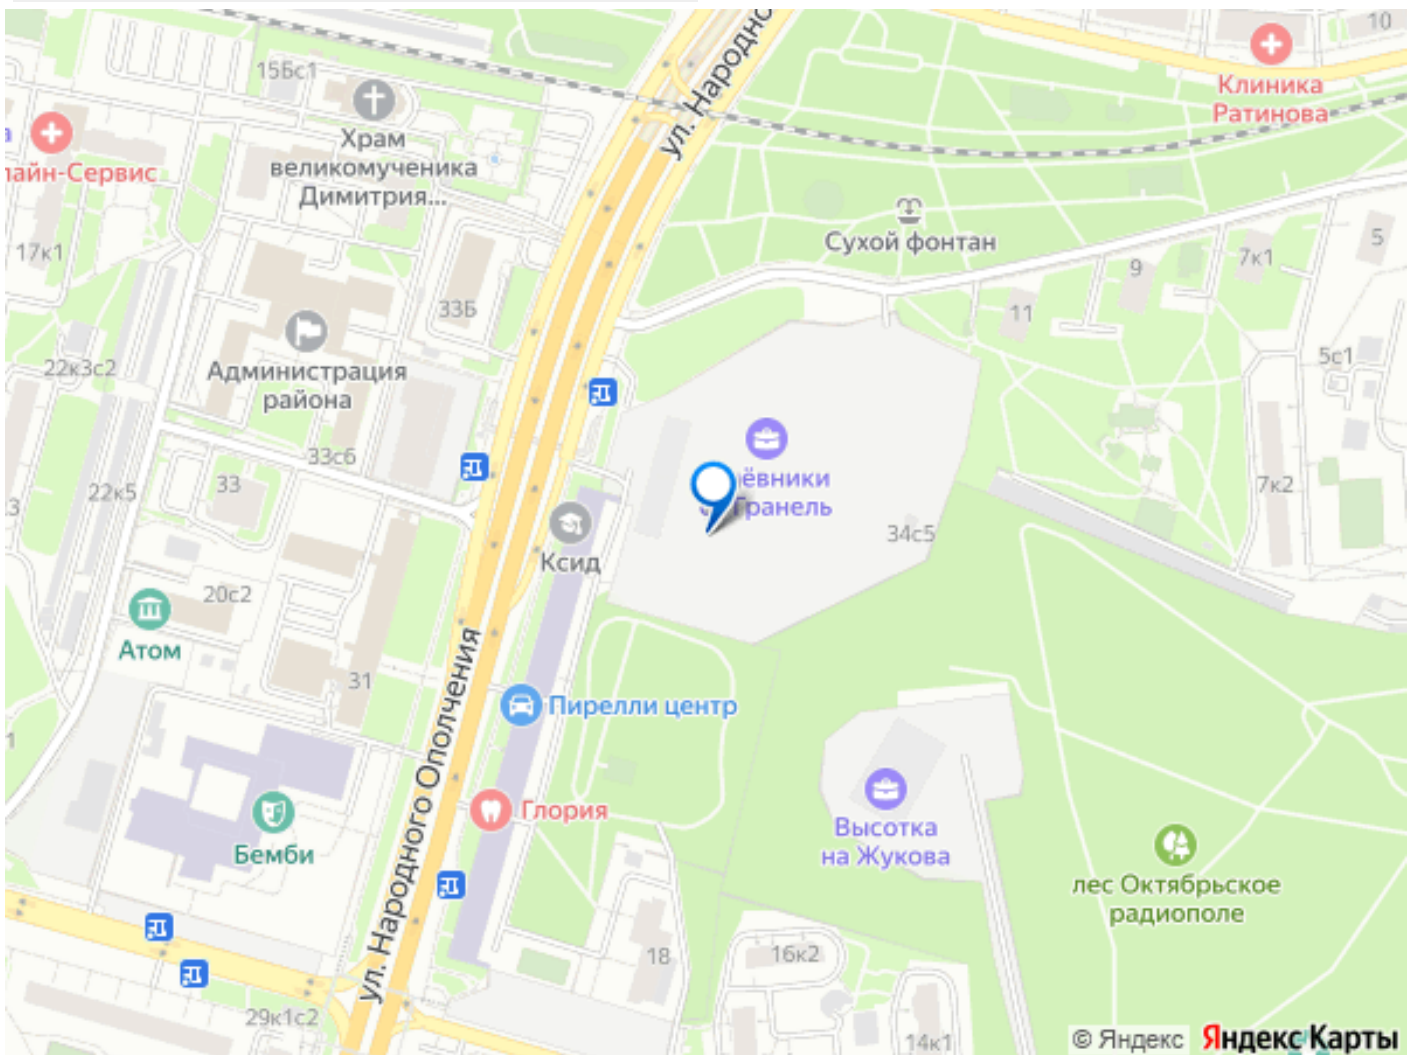 10
Клиника
Ратинова
15Бс1
ул. Народно
Храм
великомученика
Димитрия...
лайн-Сервис
17к1
Сухой фонтан
5
7к1
9
11
33Б
Администрация
района
22к3с2
5с1
33с6
33
22к5
7к2
ёвники
Гранель
34с5
Ксид
20с2
Атом
31
ул. Народного Ополчения
Пирелли центр
Глория
Бемби
Высотка
на Жукова
лес Октябрьское
радиополе
18
16к2
29к1с2
14к1
© Яндекс Яндекс Карты